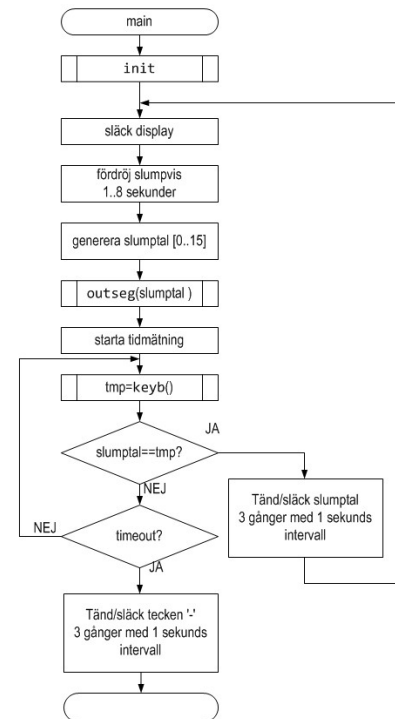 main
init
släck display
fördröj slumpvis
1..8 sekunder
generera slumptal [0..15]
outseg(slumptal )
starta tidmätning
tmp=keyb()
JA
slumptal==tmp?
NEJ
Tänd/släck slumptal
3 gånger med 1 sekunds
intervall
NEJ
timeout?
JA
Tänd/släck tecken '-'
3 gånger med 1 sekunds
intervall